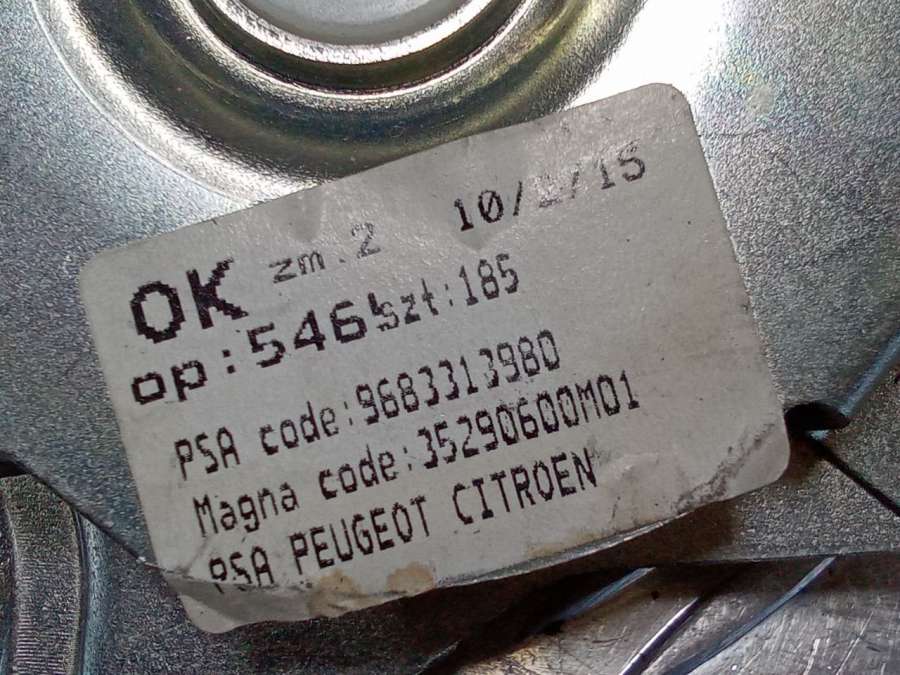 OK zm.2 10/ /15
op:546 szt:185
PSA code:9683313980
Magna code:35290600M01
PSA PEUGEOT CITROEN